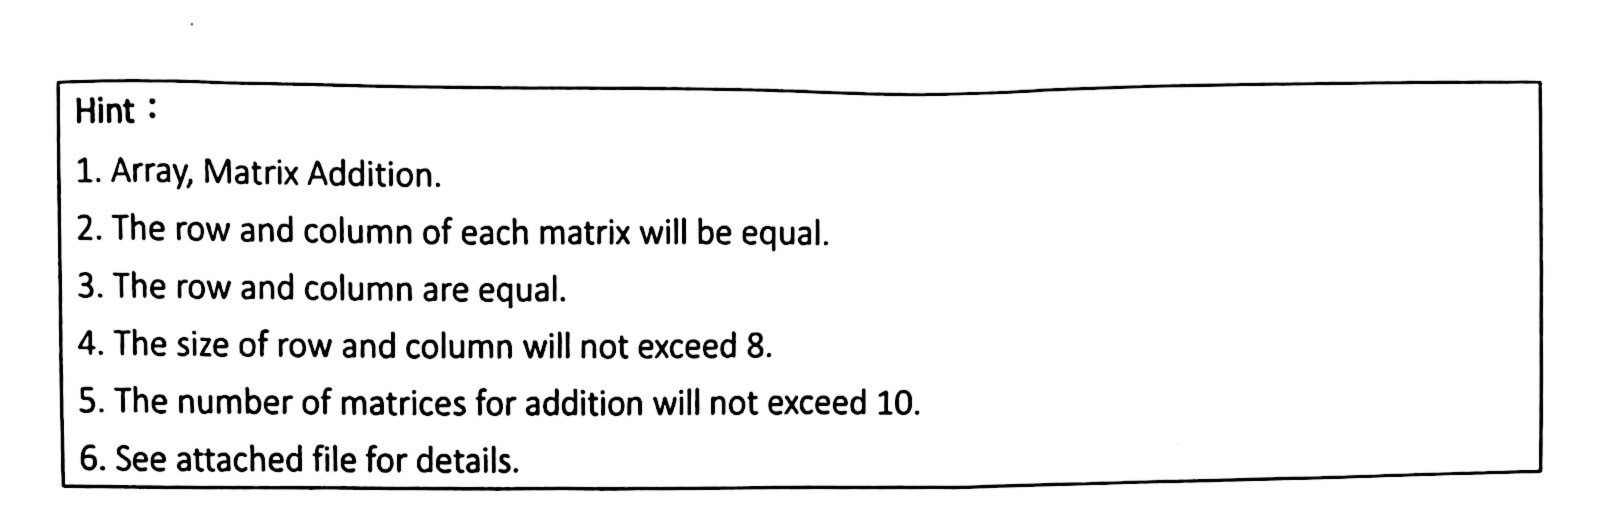 Hint：
1. Array, Matrix Addition.
2. The row and column of each matrix will be equal.
3. The row and column are equal.
4. The size of row and column will not exceed 8.
5. The number of matrices for addition will not exceed 10.
6. See attached file for details.